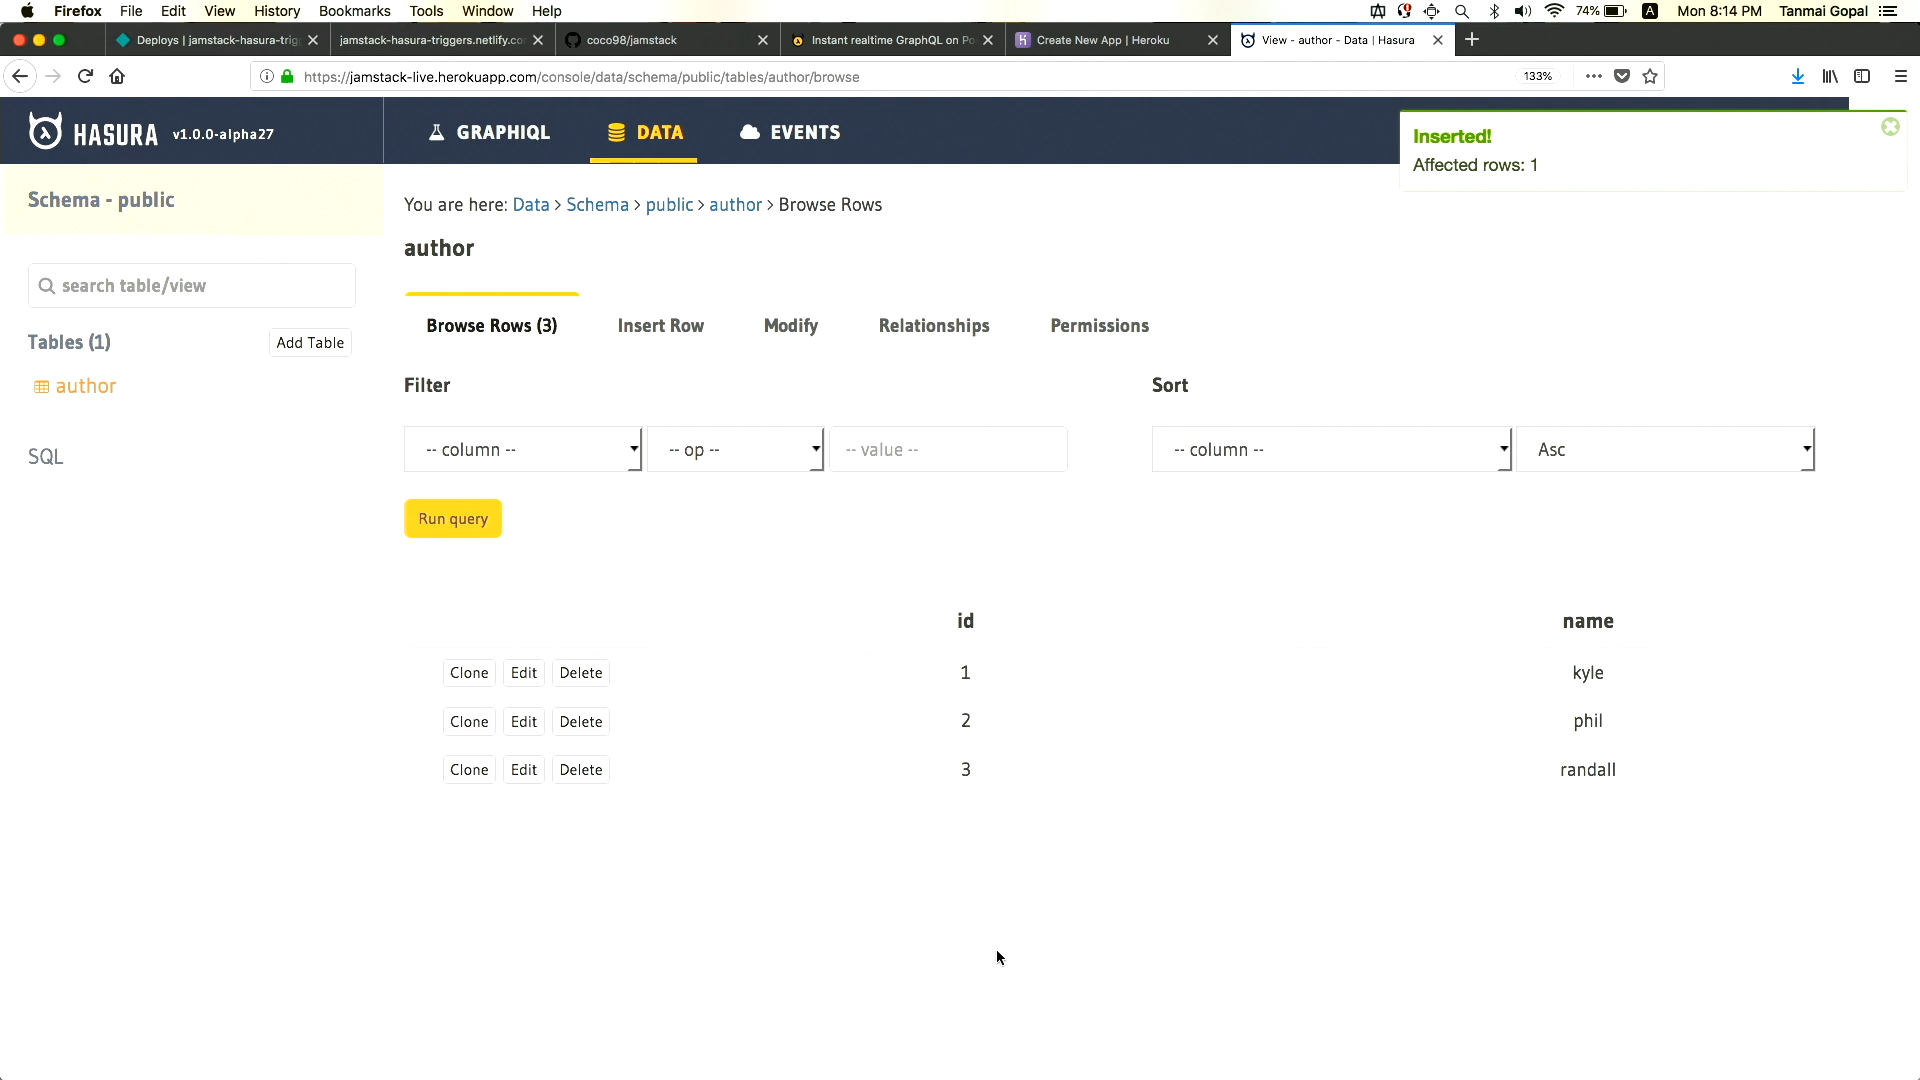 Firefox File Edit View History Bookmarks Tools Window Help 74% A Mon 8:14 PM Tanmai Gopal
Deploys | jamstack-hasura-trig jamstack-hasura-triggers.netlify.co coco98/jamstack Instant realtime GraphQL on Po Create New App | Heroku View - author - Data | Hasura
https://jamstack-live.herokuapp.com/console/data/schema/public/tables/author/browse 133%
HASURA v1.0.0-alpha27 GRAPHIQL DATA EVENTS
Inserted!
Affected rows: 1
Schema - public
You are here: Data > Schema > public > author > Browse Rows
author
search table/view
Browse Rows (3) Insert Row Modify Relationships Permissions
Tables (1) Add Table
author
SQL
Filter Sort
-- column -- -- op -- -- value -- -- column -- Asc
Run query
id name
Clone Edit Delete 1 kyle
Clone Edit Delete 2 phil
Clone Edit Delete 3 randall